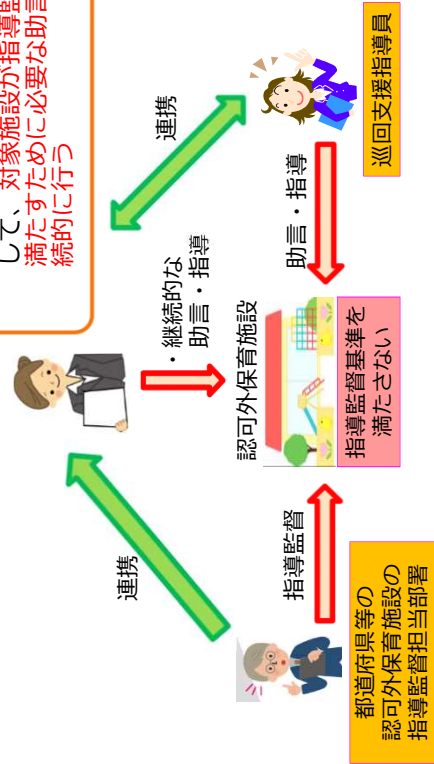 して、対象施設が指導監
満たすために必要な助言
続的に行う
連携
・継続的な
助言・指導
連携
認可外保育施設
指導監督
助言・指導
指導監督基準を
満たさない
都道府県等の
認可外保育施設の
指導監督担当部署
巡回支援指導員